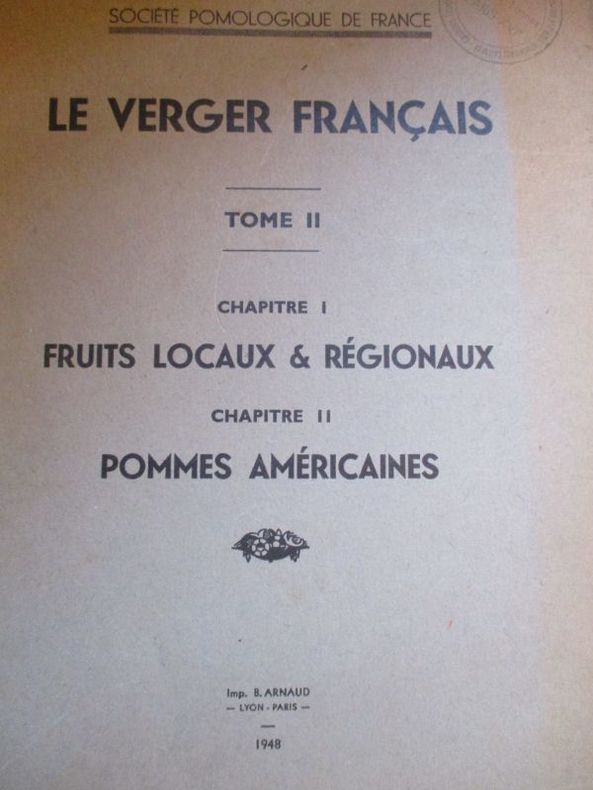 SOCIÉTÉ POMOLOGIQUE DE FRANCE
LE VERGER FRANÇAIS
TOME II
CHAPITRE I
FRUITS LOCAUX & RÉGIONAUX
CHAPITRE II
POMMES AMÉRICAINES
Imp. B. ARNAUD
— LYON - PARIS —
1948